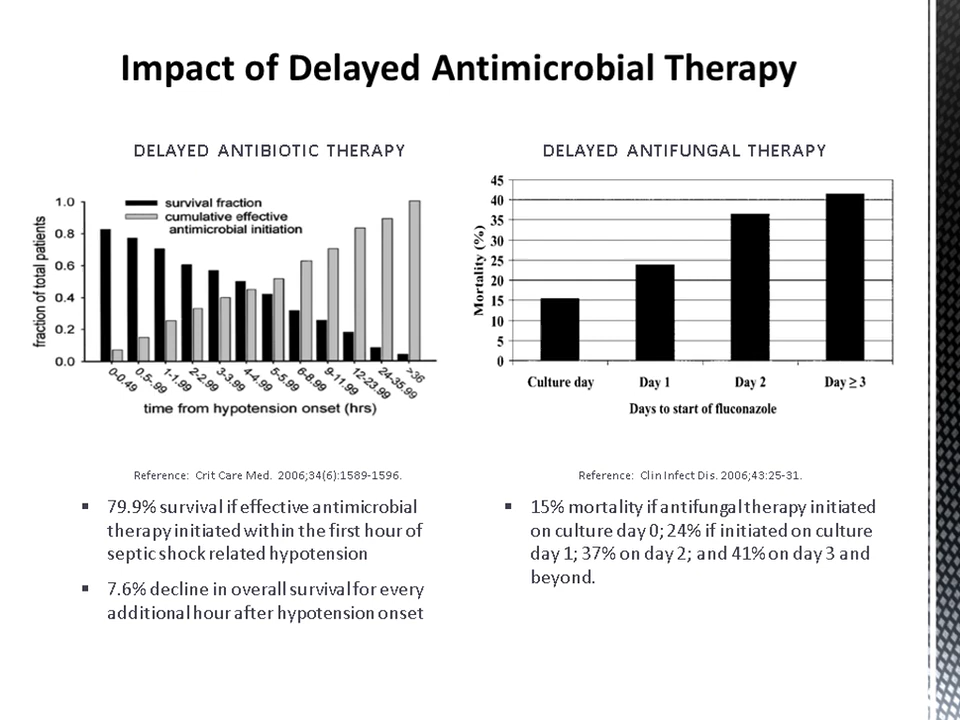 Impact of Delayed Antimicrobial Therapy
DELAYED ANTIBIOTIC THERAPY
fraction of total patients
1.0
0.8
0.6
0.4
0.2
0.0
survival fraction
cumulative effective
antimicrobial initiation
0-0.49
0.5-.99
1-1.99
2-2.99
3-3.99
4-4.99
5-5.99
6-8.99
9-11.99
12-23.99
24-35.99
>36
time from hypotension onset (hrs)
Reference: Crit Care Med. 2006;34(6):1589-1596.
▪ 79.9% survival if effective antimicrobial
therapy initiated within the first hour of
septic shock related hypotension
▪ 7.6% decline in overall survival for every
additional hour after hypotension onset
DELAYED ANTIFUNGAL THERAPY
Mortality (%)
45
40
35
30
25
20
15
10
5
0
Culture day
Day 1
Day 2
Day ≥ 3
Days to start of fluconazole
Reference: Clin Infect Dis. 2006;43:25-31.
▪ 15% mortality if antifungal therapy initiated
on culture day 0; 24% if initiated on culture
day 1; 37% on day 2; and 41% on day 3 and
beyond.